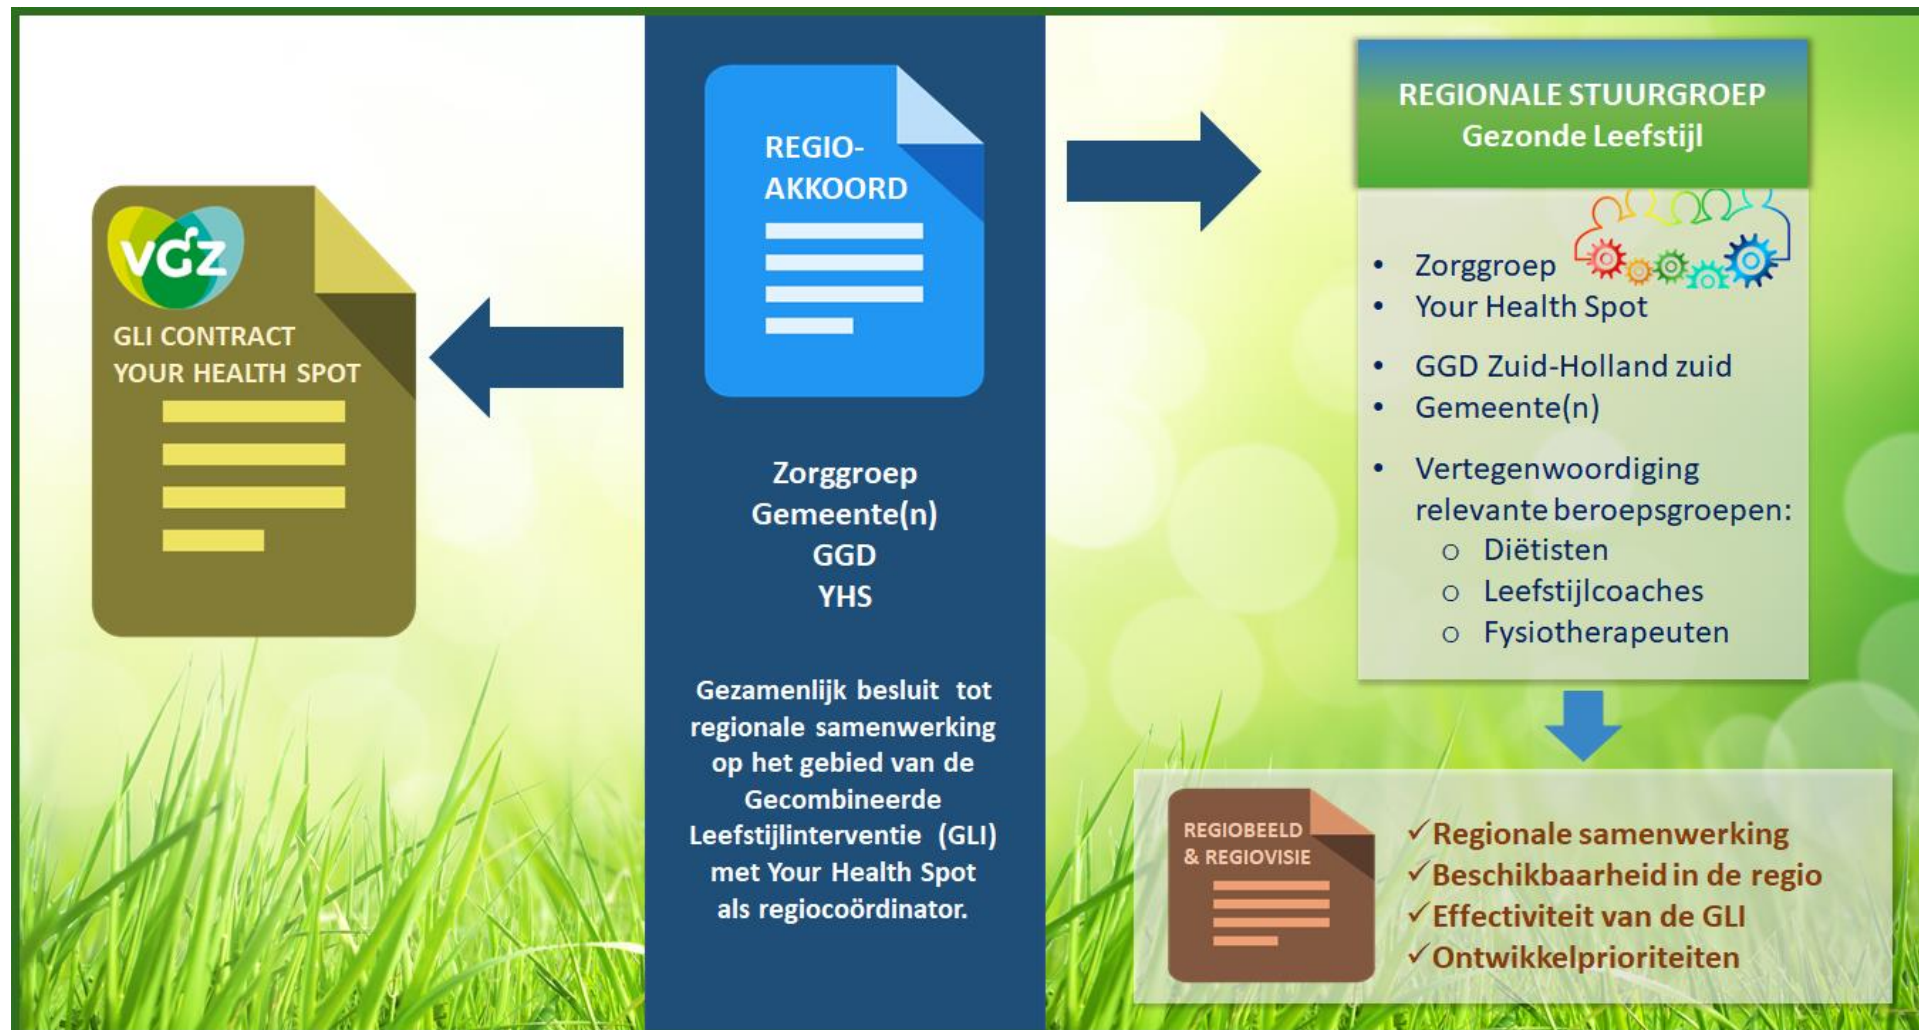 vgz
GLI CONTRACT
YOUR HEALTH SPOT
REGIO-
AKKOORD
Zorggroep
Gemeente(n)
GGD
YHS
Gezamenlijk besluit tot
regionale samenwerking
op het gebied van de
Gecombineerde
Leefstijlinterventie (GLI)
met Your Health Spot
als regiocoördinator.
REGIONALE STUURGROEP
Gezonde Leefstijl
• Zorggroep
• Your Health Spot
• GGD Zuid-Holland zuid
• Gemeente(n)
• Vertegenwoordiging
relevante beroepsgroepen:
o Diëtisten
o Leefstijlcoaches
o Fysiotherapeuten
REGIOBEELD
& REGIOVISIE
✓Regionale samenwerking
✓Beschikbaarheid in de regio
✓Effectiviteit van de GLI
✓Ontwikkelprioriteiten